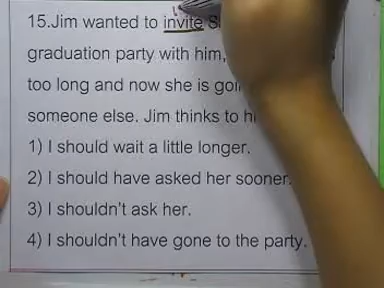 15.Jim wanted to invite
graduation party with him,
too long and now she is
someone else. Jim thinks to
1) I should wait a little longer.
2) I should have asked her sooner.
3) I shouldn't ask her.
4) I shouldn't have gone to the party.